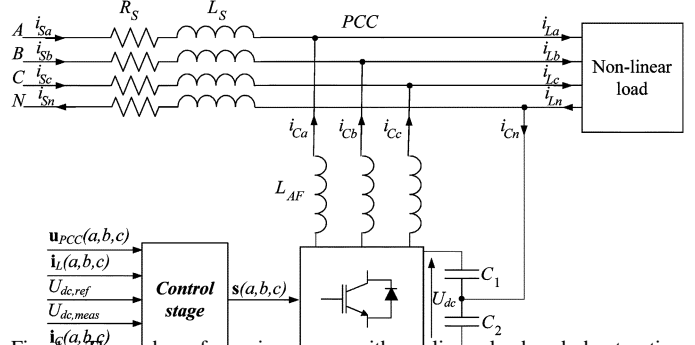 R_S L_S PCC
A i_Sa i_La
B i_Sb i_Lb
C i_Sc i_Lc
N i_Sn i_Ln
Non-linear
load
i_Ca i_Cb i_Cc i_Cn
L_AF
u_PCC(a,b,c)
i_L(a,b,c)
U_dc,ref
U_dc,meas
i_C(a,b,c)
Control
stage
s(a,b,c)
U_dc
C_1
C_2